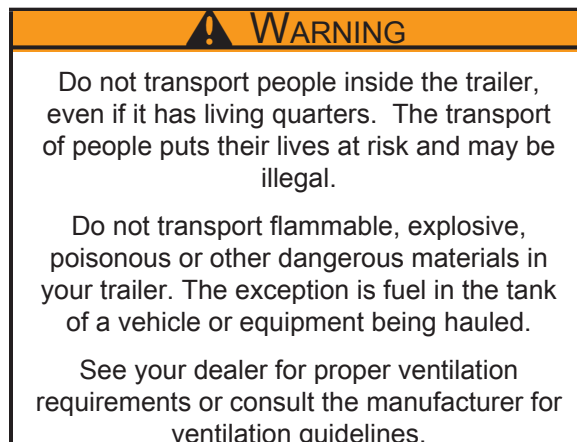 WARNING
Do not transport people inside the trailer,
even if it has living quarters. The transport
of people puts their lives at risk and may be
illegal.
Do not transport flammable, explosive,
poisonous or other dangerous materials in
your trailer. The exception is fuel in the tank
of a vehicle or equipment being hauled.
See your dealer for proper ventilation
requirements or consult the manufacturer for
ventilation guidelines.